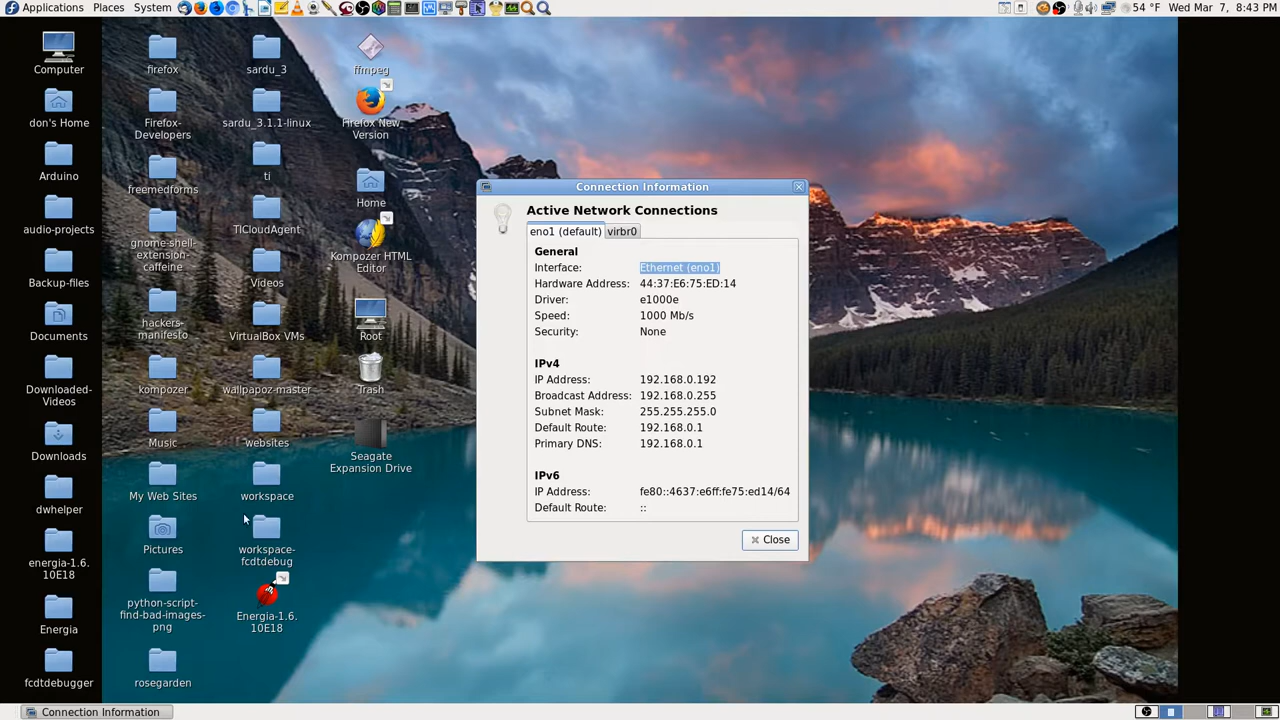 Applications Places System
54 °F Wed Mar 7, 8:43 PM
Computer
don's Home
Arduino
audio-projects
Backup-files
Documents
Downloaded-
Videos
Downloads
dwhelper
energia-1.6.
10E18
Energia
fcdtdebugger
firefox
Firefox-
Developers
freemedforms
gnome-shell-
extension-
caffeine
hackers-
manifesto
kompozer
Music
My Web Sites
Pictures
python-script-
find-bad-images-
png
rosegarden
sardu_3
sardu_3.1.1-linux
ti
TICloudAgent
Videos
VirtualBox VMs
wallpapoz-master
websites
workspace
workspace-
fcdtdebug
Energia-1.6.
10E18
ffmpeg
Firefox New
Version
Home
Kompozer HTML
Editor
Root
Trash
Seagate
Expansion Drive
Connection Information
Active Network Connections
eno1 (default) virbr0
General
Interface: Ethernet (eno1)
Hardware Address: 44:37:E6:75:ED:14
Driver: e1000e
Speed: 1000 Mb/s
Security: None
IPv4
IP Address: 192.168.0.192
Broadcast Address: 192.168.0.255
Subnet Mask: 255.255.255.0
Default Route: 192.168.0.1
Primary DNS: 192.168.0.1
IPv6
IP Address: fe80::4637:e6ff:fe75:ed14/64
Default Route: ::
Close
Connection Information